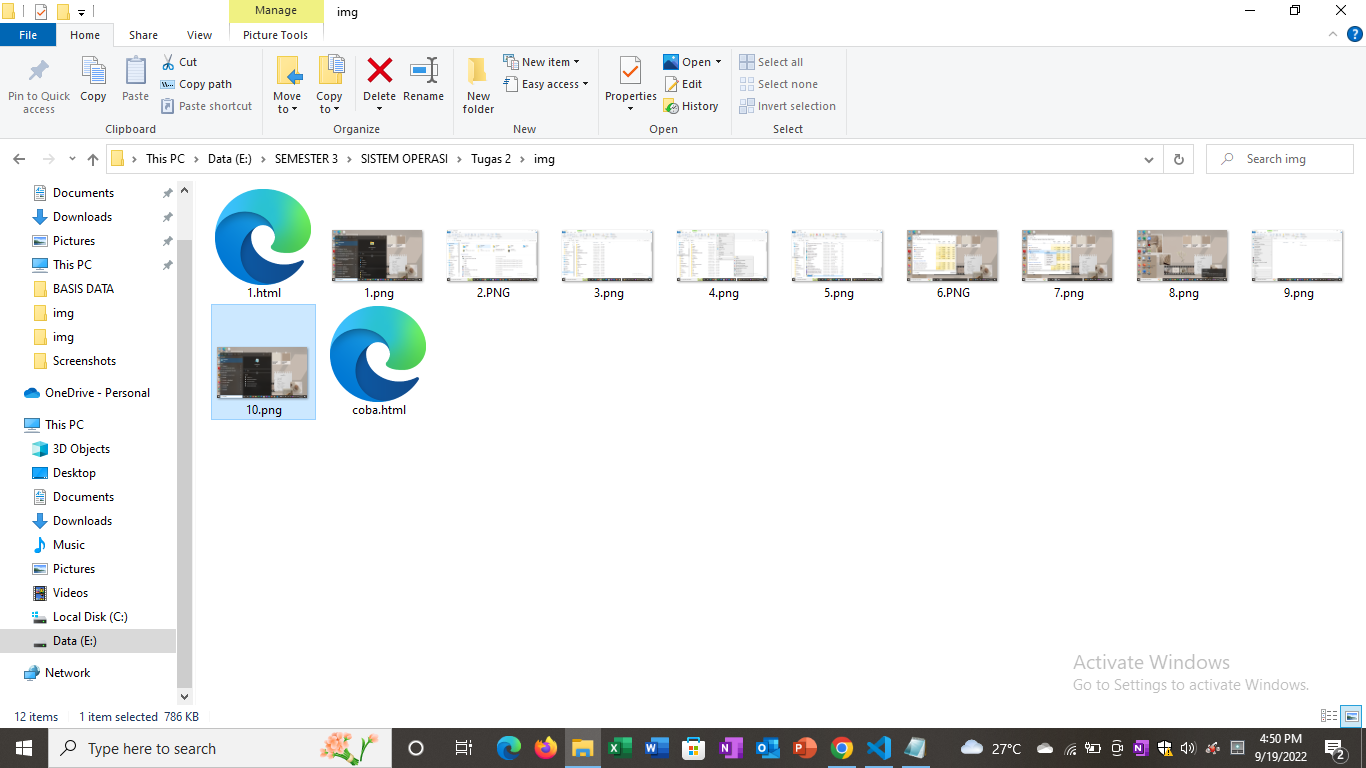 Manage
img
File
Home
Share
View
Picture Tools
Pin to Quick access
Copy
Paste
Cut
Copy path
Paste shortcut
Clipboard
Move to
Copy to
Delete
Rename
Organize
New folder
New item
Easy access
New
Properties
Open
Edit
History
Open
Select all
Select none
Invert selection
Select
This PC > Data (E:) > SEMESTER 3 > SISTEM OPERASI > Tugas 2 > img
Search img
Documents
Downloads
Pictures
This PC
BASIS DATA
img
img
Screenshots
OneDrive - Personal
This PC
3D Objects
Desktop
Documents
Downloads
Music
Pictures
Videos
Local Disk (C:)
Data (E:)
Network
1.html
1.png
2.PNG
3.png
4.png
5.png
6.PNG
7.png
8.png
9.png
10.png
coba.html
Activate Windows
Go to Settings to activate Windows.
12 items
1 item selected 786 KB
Type here to search
27°C
4:50 PM
9/19/2022
2